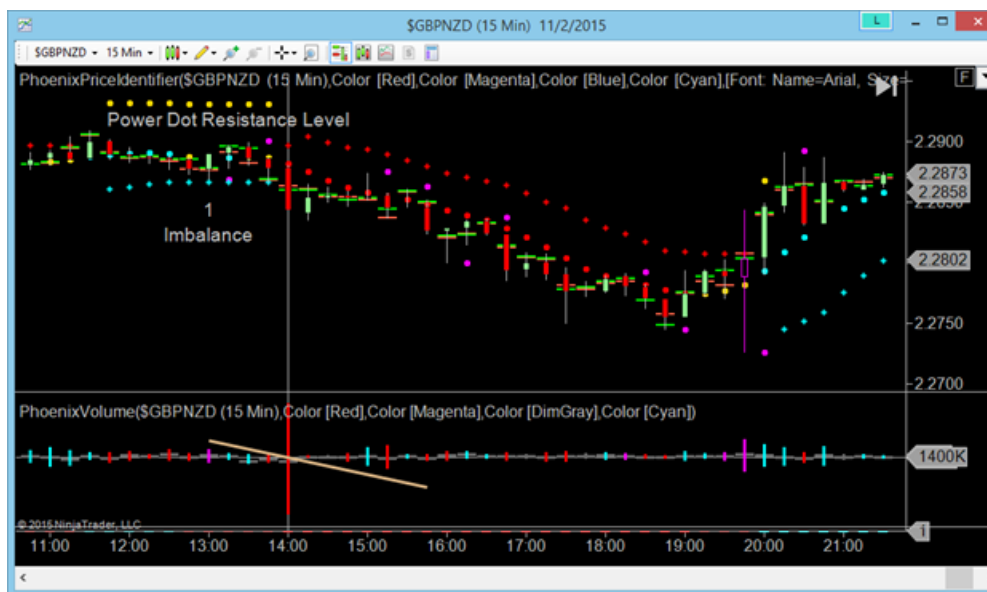 $GBPNZD (15 Min) 11/2/2015
L
$GBPNZD 15 Min
PhoenixPriceIdentifier($GBPNZD (15 Min),Color [Red],Color [Magenta],Color [Blue],Color [Cyan],[Font: Name=Arial, Size=
F
Power Dot Resistance Level
1
Imbalance
2.2900
2.2873
2.2858
2.2802
2.2750
2.2700
PhoenixVolume($GBPNZD (15 Min),Color [Red],Color [Magenta],Color [DimGray],Color [Cyan])
1400K
© 2015 NinjaTrader, LLC
1
11:00 12:00 13:00 14:00 15:00 16:00 17:00 18:00 19:00 20:00 21:00